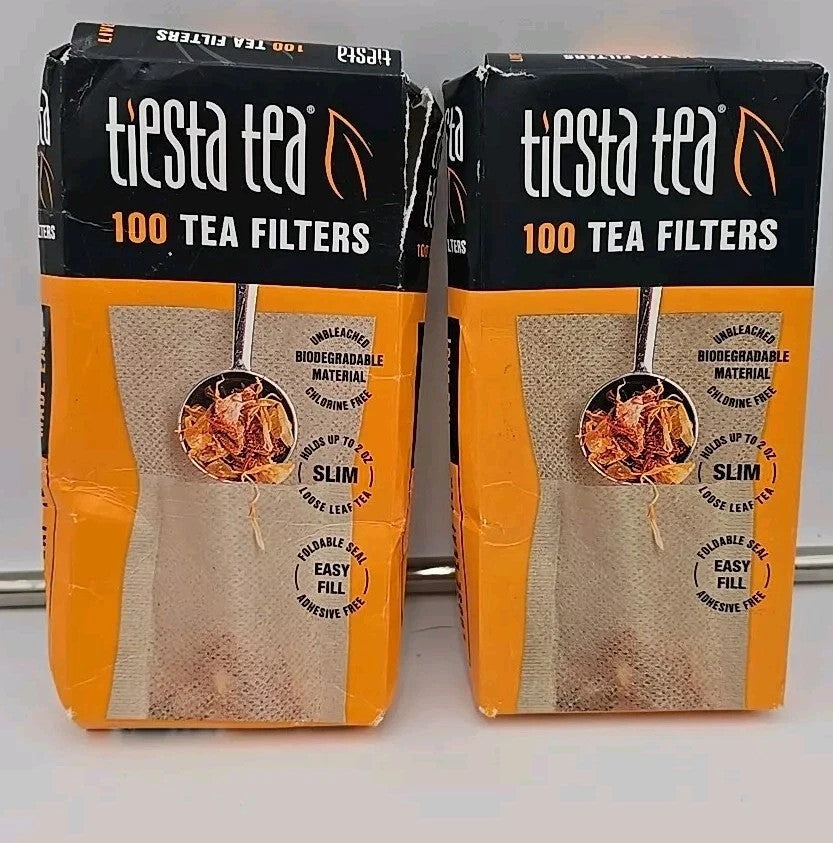 LIVE
100 TEA FILTERS
tiesta
tiesta tea®
100 TEA FILTERS
UNBLEACHED
BIODEGRADABLE
MATERIAL
CHLORINE FREE
HOLDS UP TO 2 OZ
SLIM
LOOSE LEAF TEA
FOLDABLE SEAL
EASY
FILL
ADHESIVE FREE
TEA FILTERS
tiesta tea®
100 TEA FILTERS
UNBLEACHED
BIODEGRADABLE
MATERIAL
CHLORINE FREE
HOLDS UP TO 2 OZ
SLIM
LOOSE LEAF TEA
FOLDABLE SEAL
EASY
FILL
ADHESIVE FREE